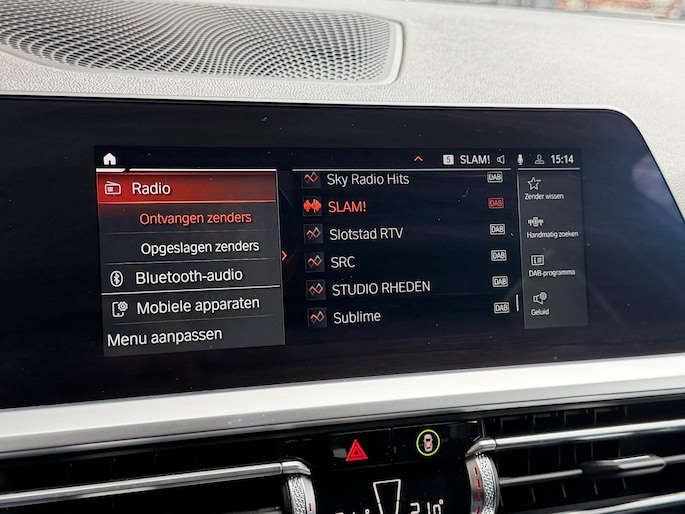 5 SLAM! 15:14
Radio
Ontvangen zenders
Opgeslagen zenders
Bluetooth-audio
Mobiele apparaten
Menu aanpassen
Sky Radio Hits DAB
SLAM! DAB
Slotstad RTV DAB
SRC DAB
STUDIO RHEDEN DAB
Sublime DAB
Zender wissen
Handmatig zoeken
DAB-programma
Geluid